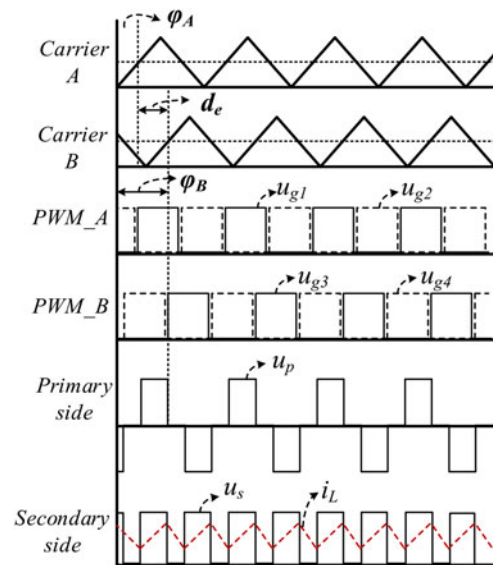 φA
Carrier
A
de
Carrier
B
φB
ug1
ug2
PWM_A
ug3
ug4
PWM_B
Primary
side
up
us
iL
Secondary
side